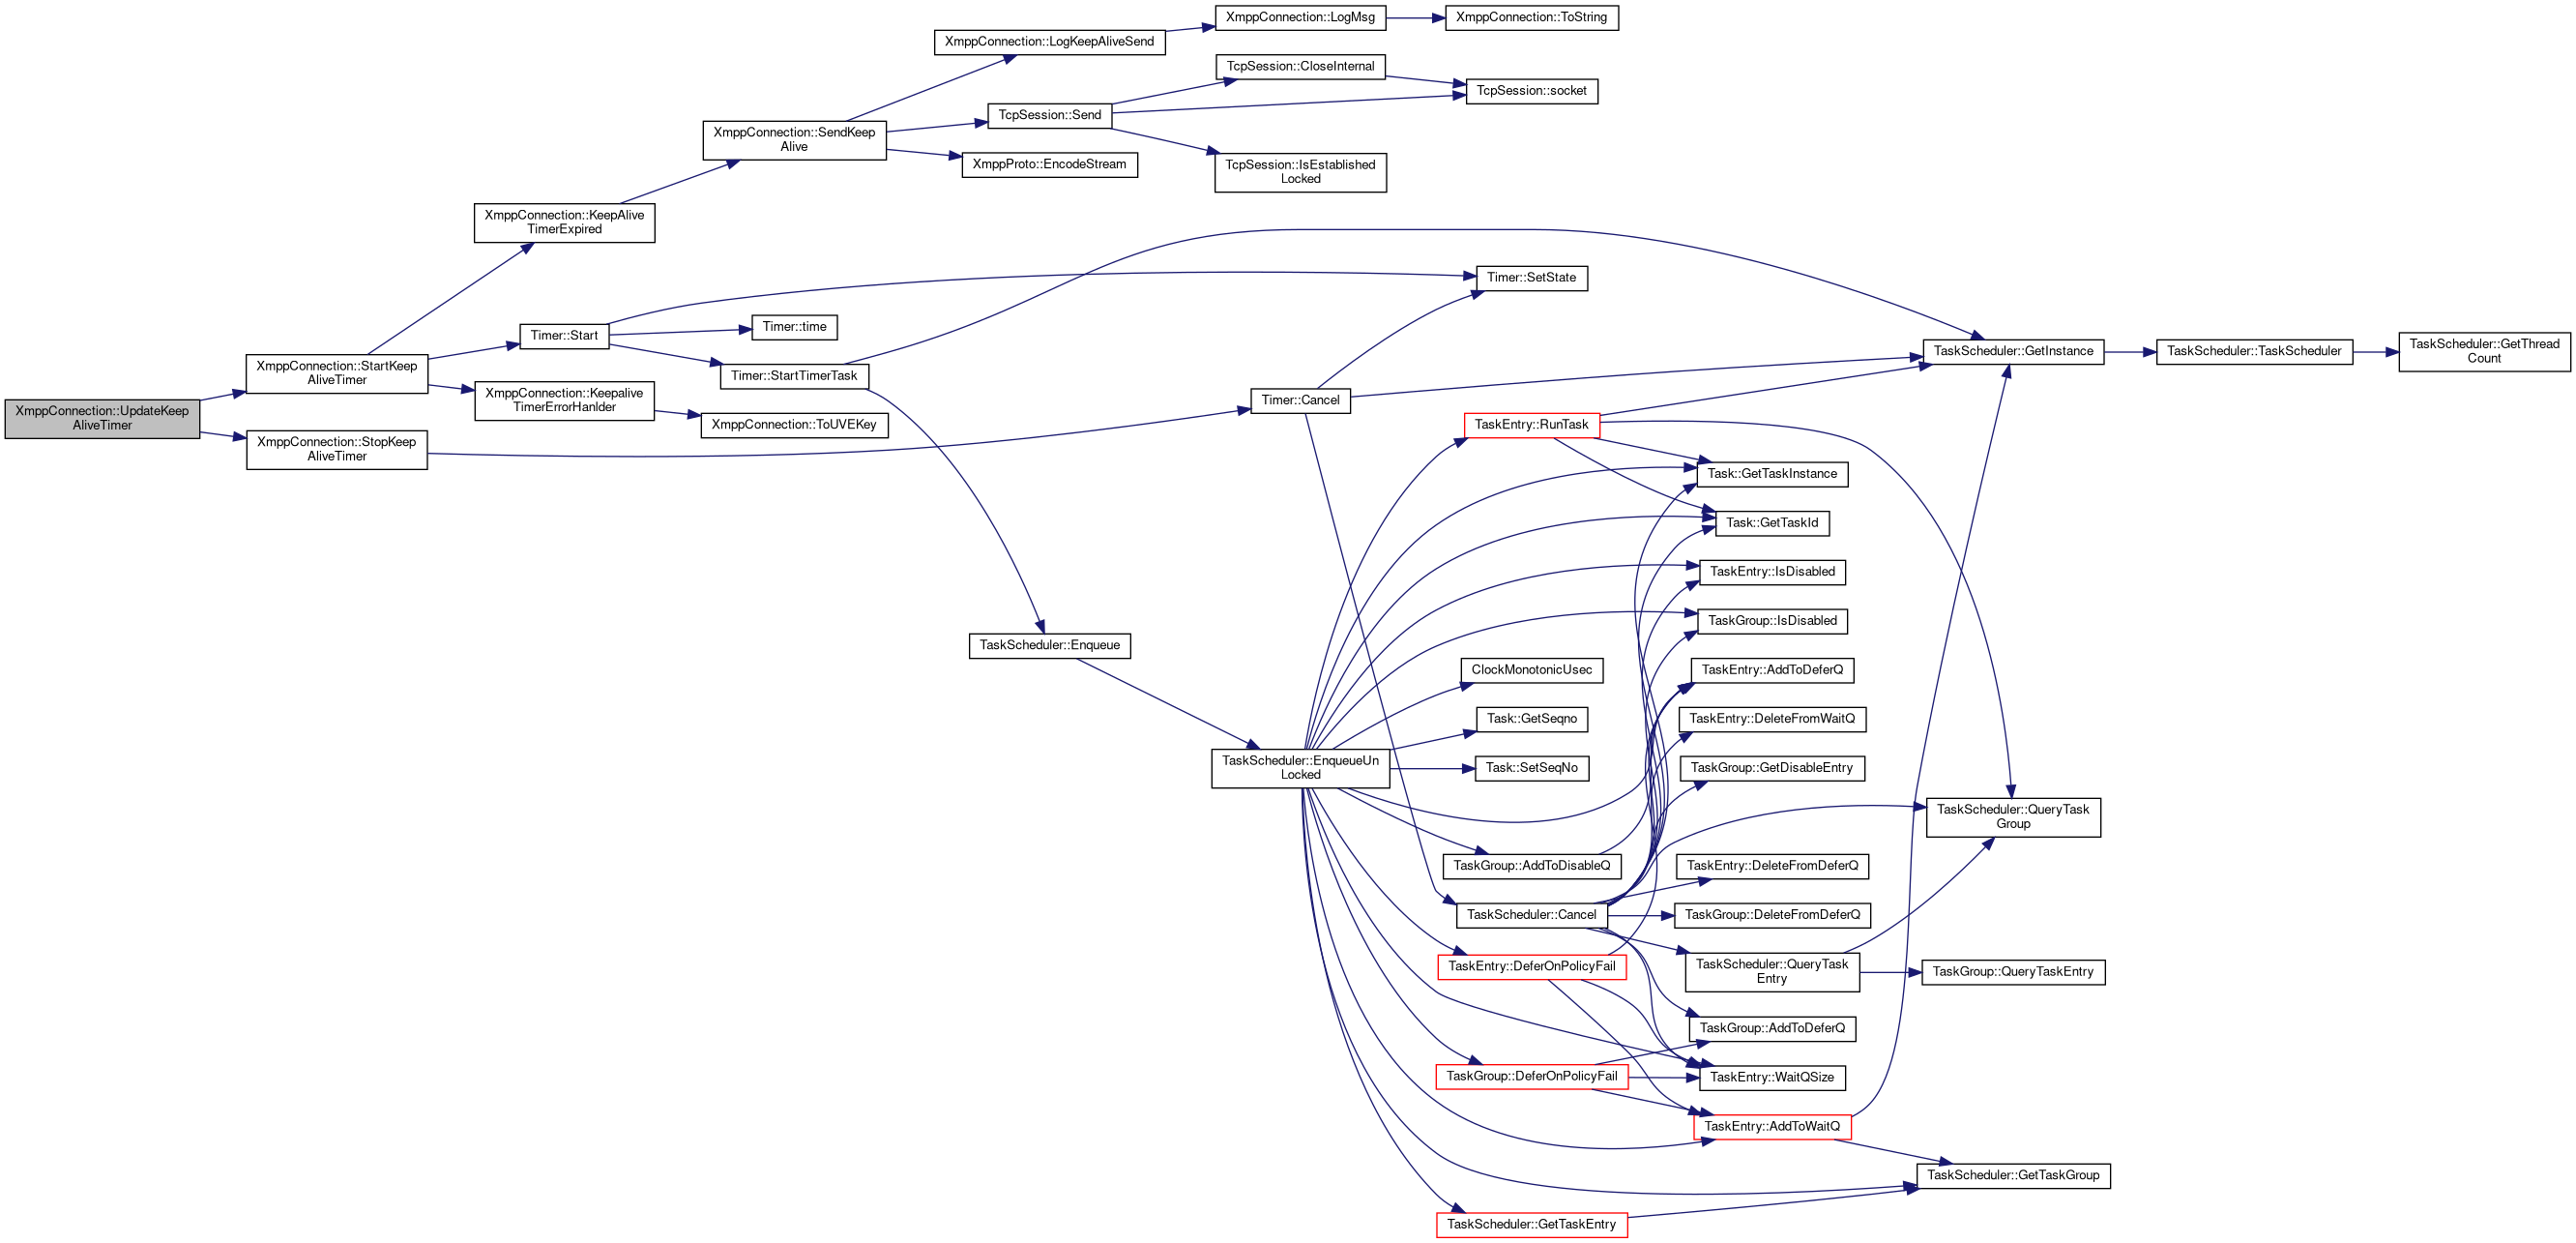 XmppConnection::UpdateKeep
AliveTimer
XmppConnection::StartKeep
AliveTimer
XmppConnection::StopKeep
AliveTimer
XmppConnection::KeepAlive
TimerExpired
Timer::Start
XmppConnection::Keepalive
TimerErrorHanlder
XmppConnection::SendKeep
Alive
Timer::time
Timer::StartTimerTask
XmppConnection::ToUVEKey
XmppConnection::LogKeepAliveSend
TcpSession::Send
XmppProto::EncodeStream
TaskScheduler::Enqueue
XmppConnection::LogMsg
TcpSession::CloseInternal
TcpSession::IsEstablished
Locked
Timer::Cancel
TaskScheduler::EnqueueUn
Locked
XmppConnection::ToString
TcpSession::socket
Timer::SetState
TaskEntry::RunTask
ClockMonotonicUsec
Task::GetSeqno
Task::SetSeqNo
TaskGroup::AddToDisableQ
TaskScheduler::Cancel
TaskEntry::DeferOnPolicyFail
TaskGroup::DeferOnPolicyFail
TaskScheduler::GetTaskEntry
Task::GetTaskInstance
Task::GetTaskId
TaskEntry::IsDisabled
TaskGroup::IsDisabled
TaskEntry::AddToDeferQ
TaskEntry::DeleteFromWaitQ
TaskGroup::GetDisableEntry
TaskEntry::DeleteFromDeferQ
TaskGroup::DeleteFromDeferQ
TaskScheduler::QueryTask
Entry
TaskGroup::AddToDeferQ
TaskEntry::WaitQSize
TaskEntry::AddToWaitQ
TaskScheduler::GetInstance
TaskScheduler::QueryTask
Group
TaskGroup::QueryTaskEntry
TaskScheduler::GetTaskGroup
TaskScheduler::TaskScheduler
TaskScheduler::GetThread
Count